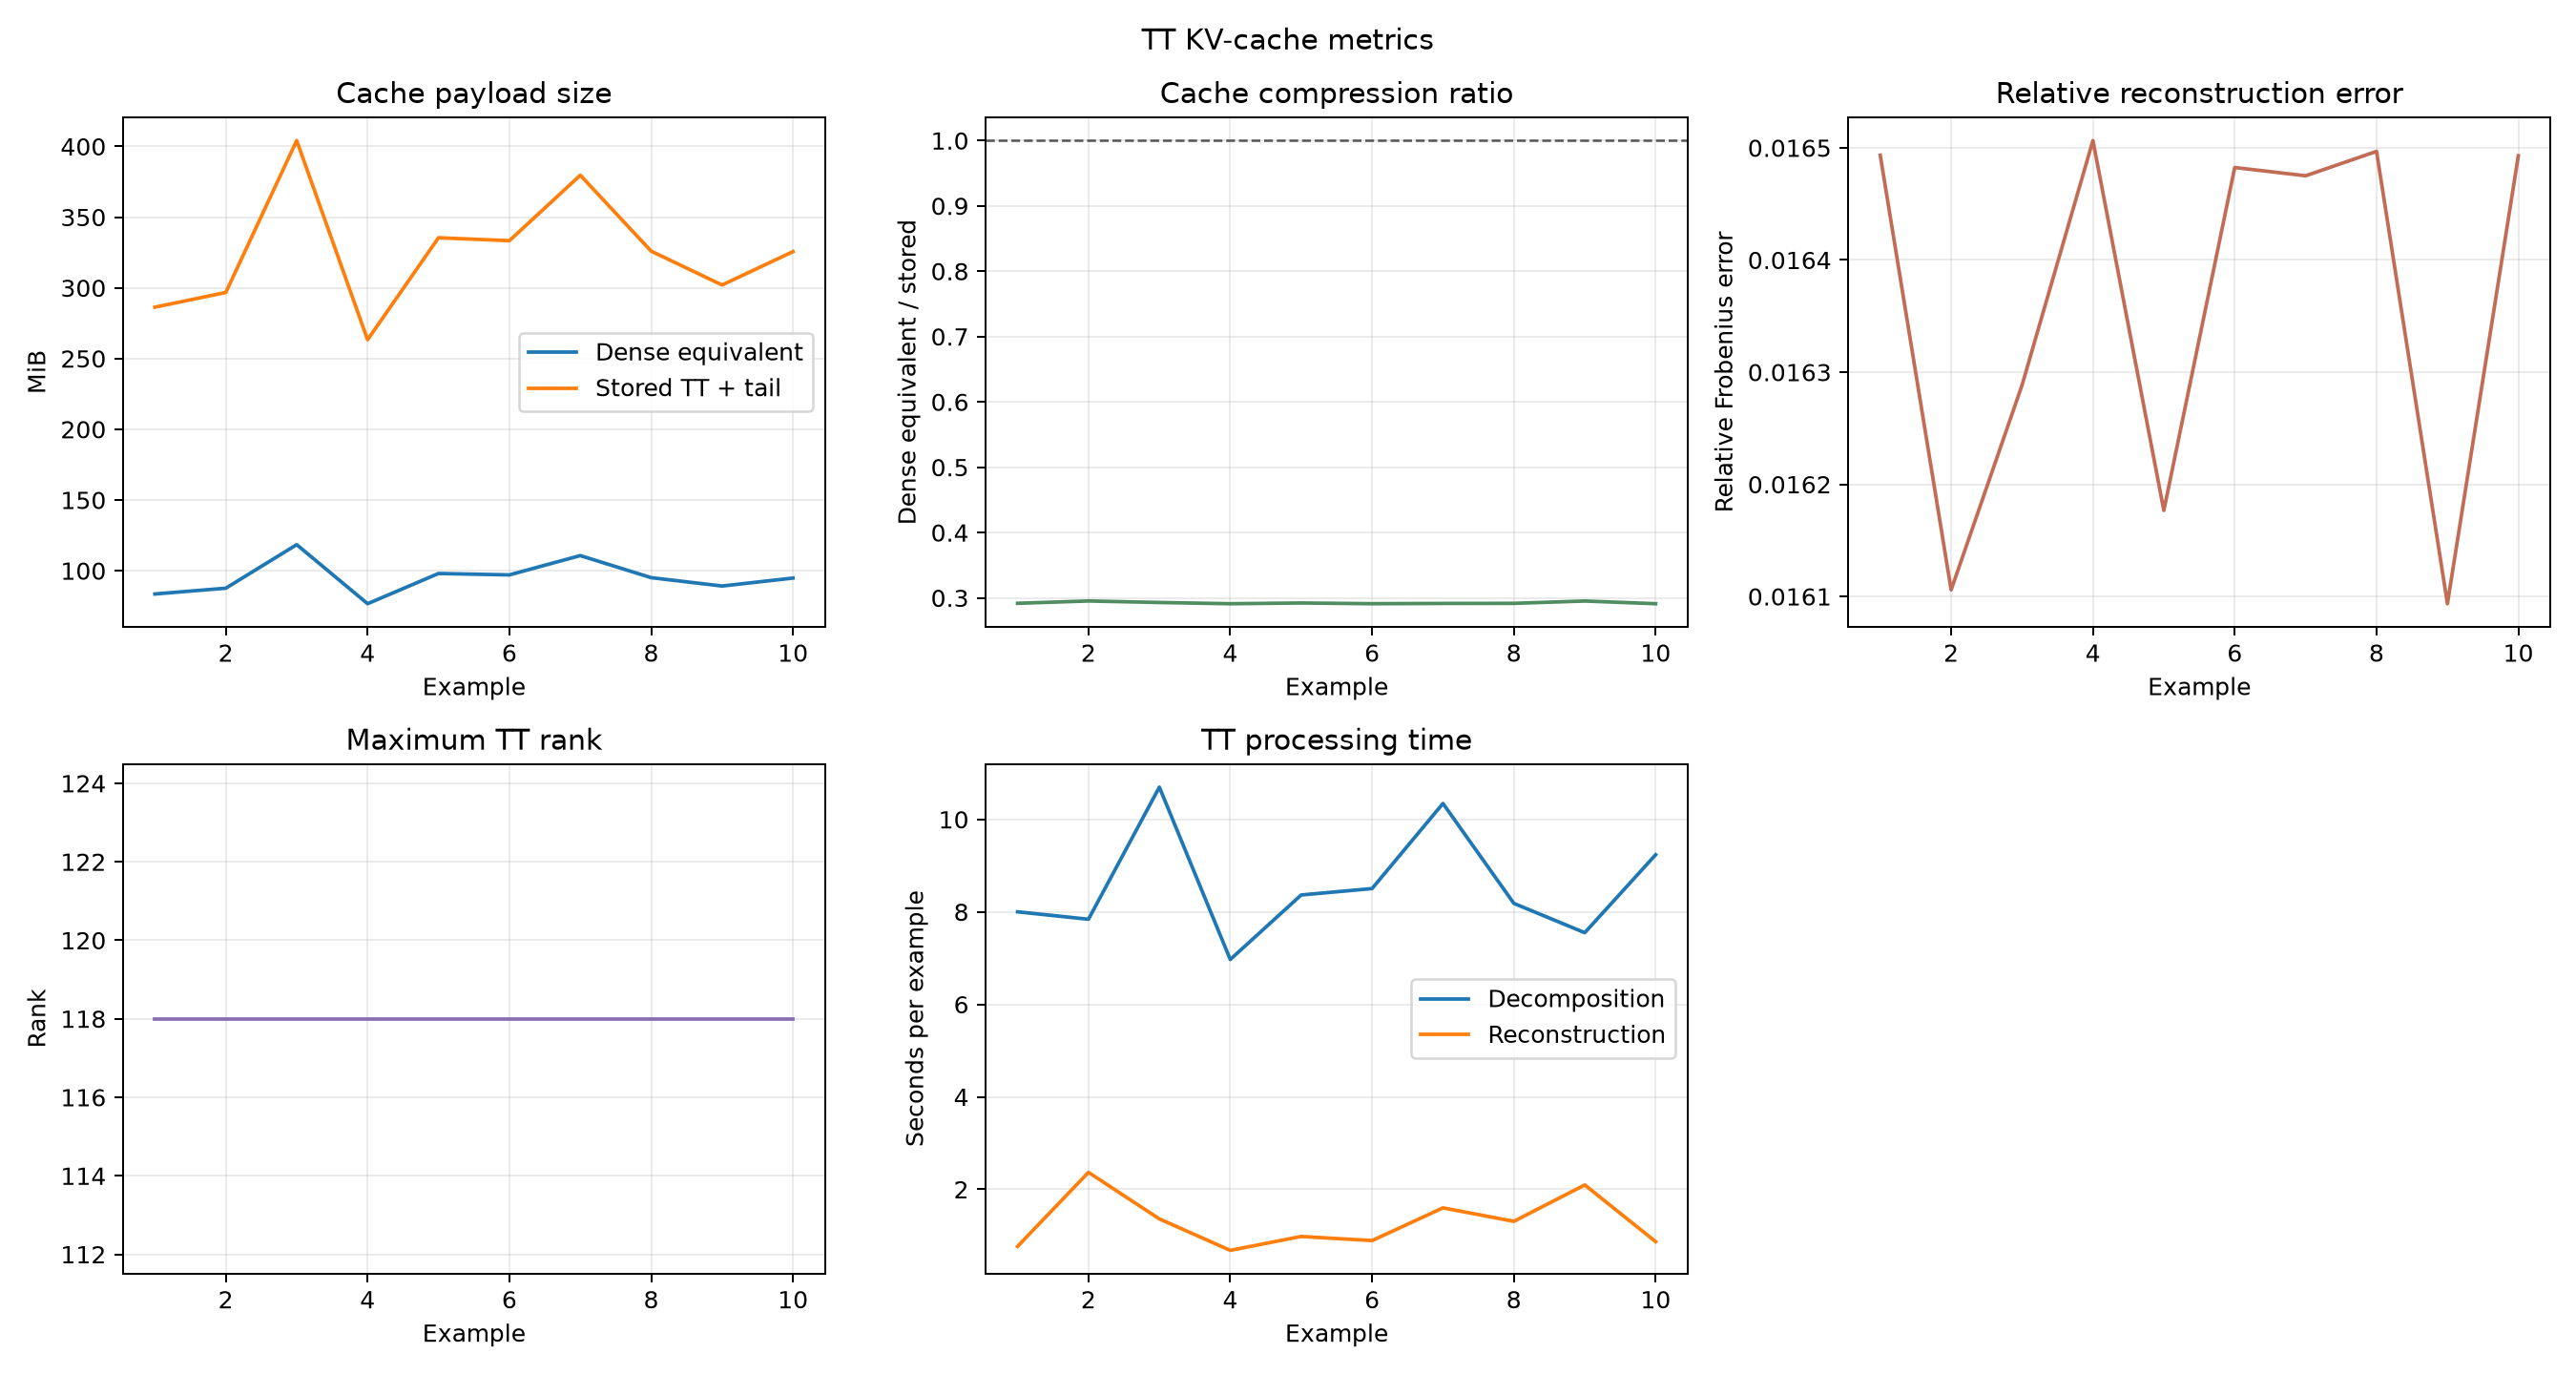 TT KV-cache metrics
Cache payload size
400
350
300
250
200
150
100
MiB
Dense equivalent
Stored TT + tail
2 4 6 8 10
Example
Cache compression ratio
1.0
0.9
0.8
0.7
0.6
0.5
0.4
0.3
Dense equivalent / stored
2 4 6 8 10
Example
Relative reconstruction error
0.0165
0.0164
0.0163
0.0162
0.0161
Relative Frobenius error
2 4 6 8 10
Example
Maximum TT rank
124
122
120
118
116
114
112
Rank
2 4 6 8 10
Example
TT processing time
10
8
6
4
2
Seconds per example
Decomposition
Reconstruction
2 4 6 8 10
Example